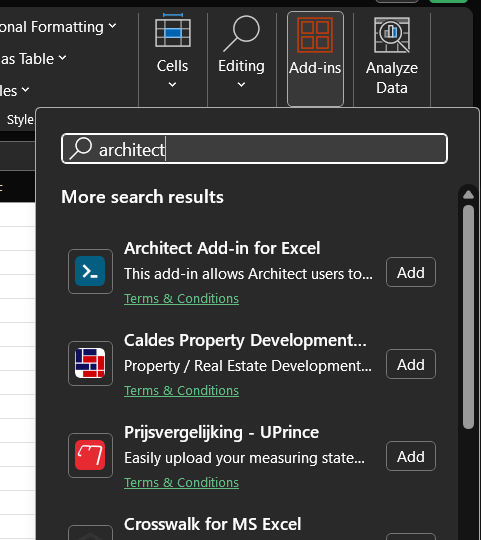 onal Formatting
as Table
les
Style
Cells
Editing
Add-ins
Analyze
Data
architect
More search results
Architect Add-in for Excel
This add-in allows Architect users to...
Add
Terms & Conditions
Caldes Property Development...
Property / Real Estate Development...
Add
Terms & Conditions
Prijsvergelijking - UPrince
Easily upload your measuring state...
Add
Terms & Conditions
Crosswalk for MS Excel